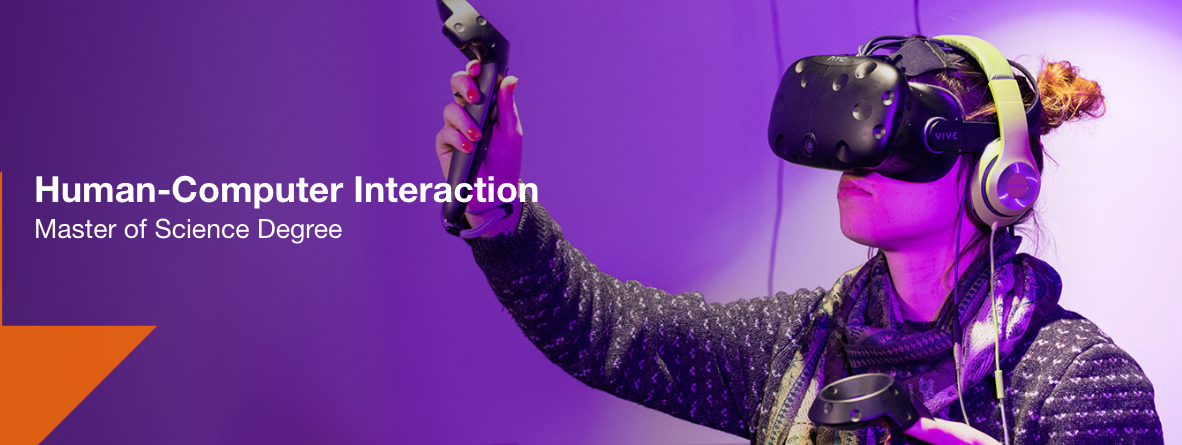 Human-Computer Interaction
Master of Science Degree
hTC
VIVE